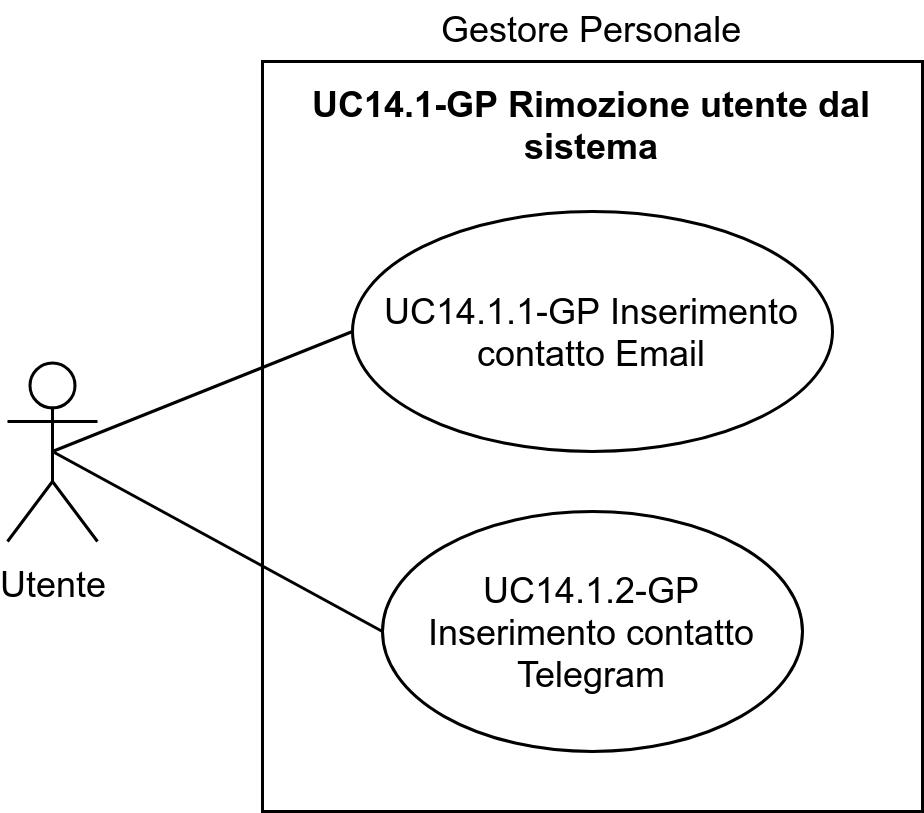 Gestore Personale
UC14.1-GP Rimozione utente dal
sistema
UC14.1.1-GP Inserimento
contatto Email
Utente
UC14.1.2-GP
Inserimento contatto
Telegram